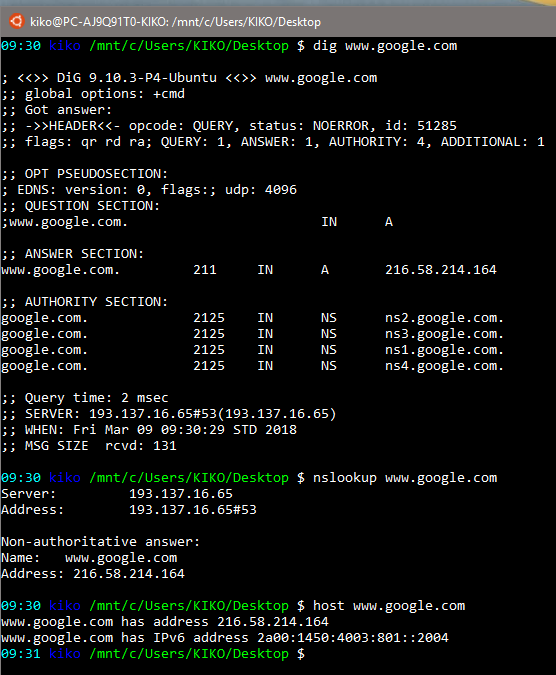 kiko@PC-AJ9Q91T0-KIKO: /mnt/c/Users/KIKO/Desktop
09:30 kiko /mnt/c/Users/KIKO/Desktop $ dig www.google.com
; <<>> DiG 9.10.3-P4-Ubuntu <<>> www.google.com
;; global options: +cmd
;; Got answer:
;; ->>HEADER<<- opcode: QUERY, status: NOERROR, id: 51285
;; flags: qr rd ra; QUERY: 1, ANSWER: 1, AUTHORITY: 4, ADDITIONAL: 1
;; OPT PSEUDOSECTION:
; EDNS: version: 0, flags:; udp: 4096
;; QUESTION SECTION:
;www.google.com. IN A
;; ANSWER SECTION:
www.google.com. 211 IN A 216.58.214.164
;; AUTHORITY SECTION:
google.com. 2125 IN NS ns2.google.com.
google.com. 2125 IN NS ns3.google.com.
google.com. 2125 IN NS ns1.google.com.
google.com. 2125 IN NS ns4.google.com.
;; Query time: 2 msec
;; SERVER: 193.137.16.65#53(193.137.16.65)
;; WHEN: Fri Mar 09 09:30:29 STD 2018
;; MSG SIZE rcvd: 131
09:30 kiko /mnt/c/Users/KIKO/Desktop $ nslookup www.google.com
Server: 193.137.16.65
Address: 193.137.16.65#53
Non-authoritative answer:
Name: www.google.com
Address: 216.58.214.164
09:30 kiko /mnt/c/Users/KIKO/Desktop $ host www.google.com
www.google.com has address 216.58.214.164
www.google.com has IPv6 address 2a00:1450:4003:801::2004
09:31 kiko /mnt/c/Users/KIKO/Desktop $